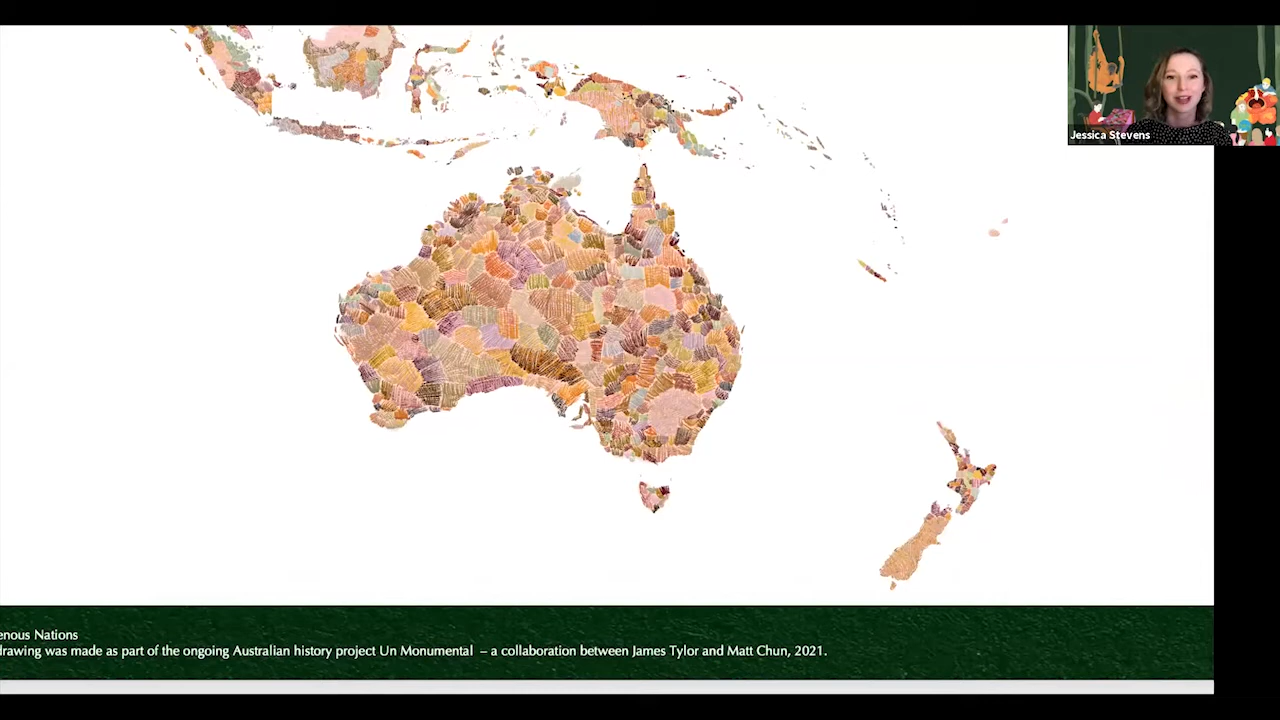 Jessica Stevens
enous Nations
drawing was made as part of the ongoing Australian history project Un Monumental – a collaboration between James Tylor and Matt Chun, 2021.